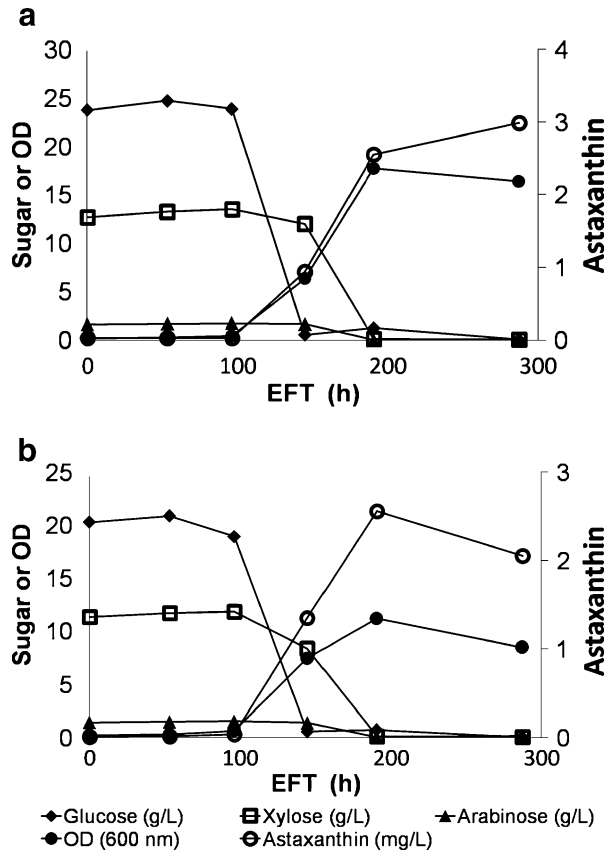 a
30
25
20
15
10
5
0
4
3
2
1
0
Sugar or OD
Astaxanthin
0 100 200 300
EFT (h)
b
25
20
15
10
5
0
3
2
1
0
Sugar or OD
Astaxanthin
0 100 200 300
EFT (h)
Glucose (g/L) Xylose (g/L) Arabinose (g/L)
OD (600 nm) Astaxanthin (mg/L)